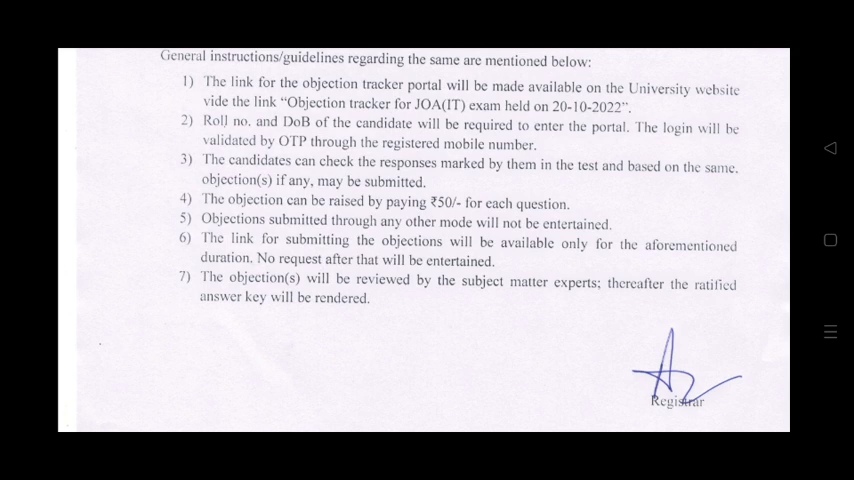 General instructions/guidelines regarding the same are mentioned below:
1) The link for the objection tracker portal will be made available on the University website
vide the link “Objection tracker for JOA(IT) exam held on 20-10-2022”.
2) Roll no. and DoB of the candidate will be required to enter the portal. The login will be
validated by OTP through the registered mobile number.
3) The candidates can check the responses marked by them in the test and based on the same.
objection(s) if any, may be submitted.
4) The objection can be raised by paying ₹50/- for each question.
5) Objections submitted through any other mode will not be entertained.
6) The link for submitting the objections will be available only for the aforementioned
duration. No request after that will be entertained.
7) The objection(s) will be reviewed by the subject matter experts; thereafter the ratified
answer key will be rendered.
Registrar